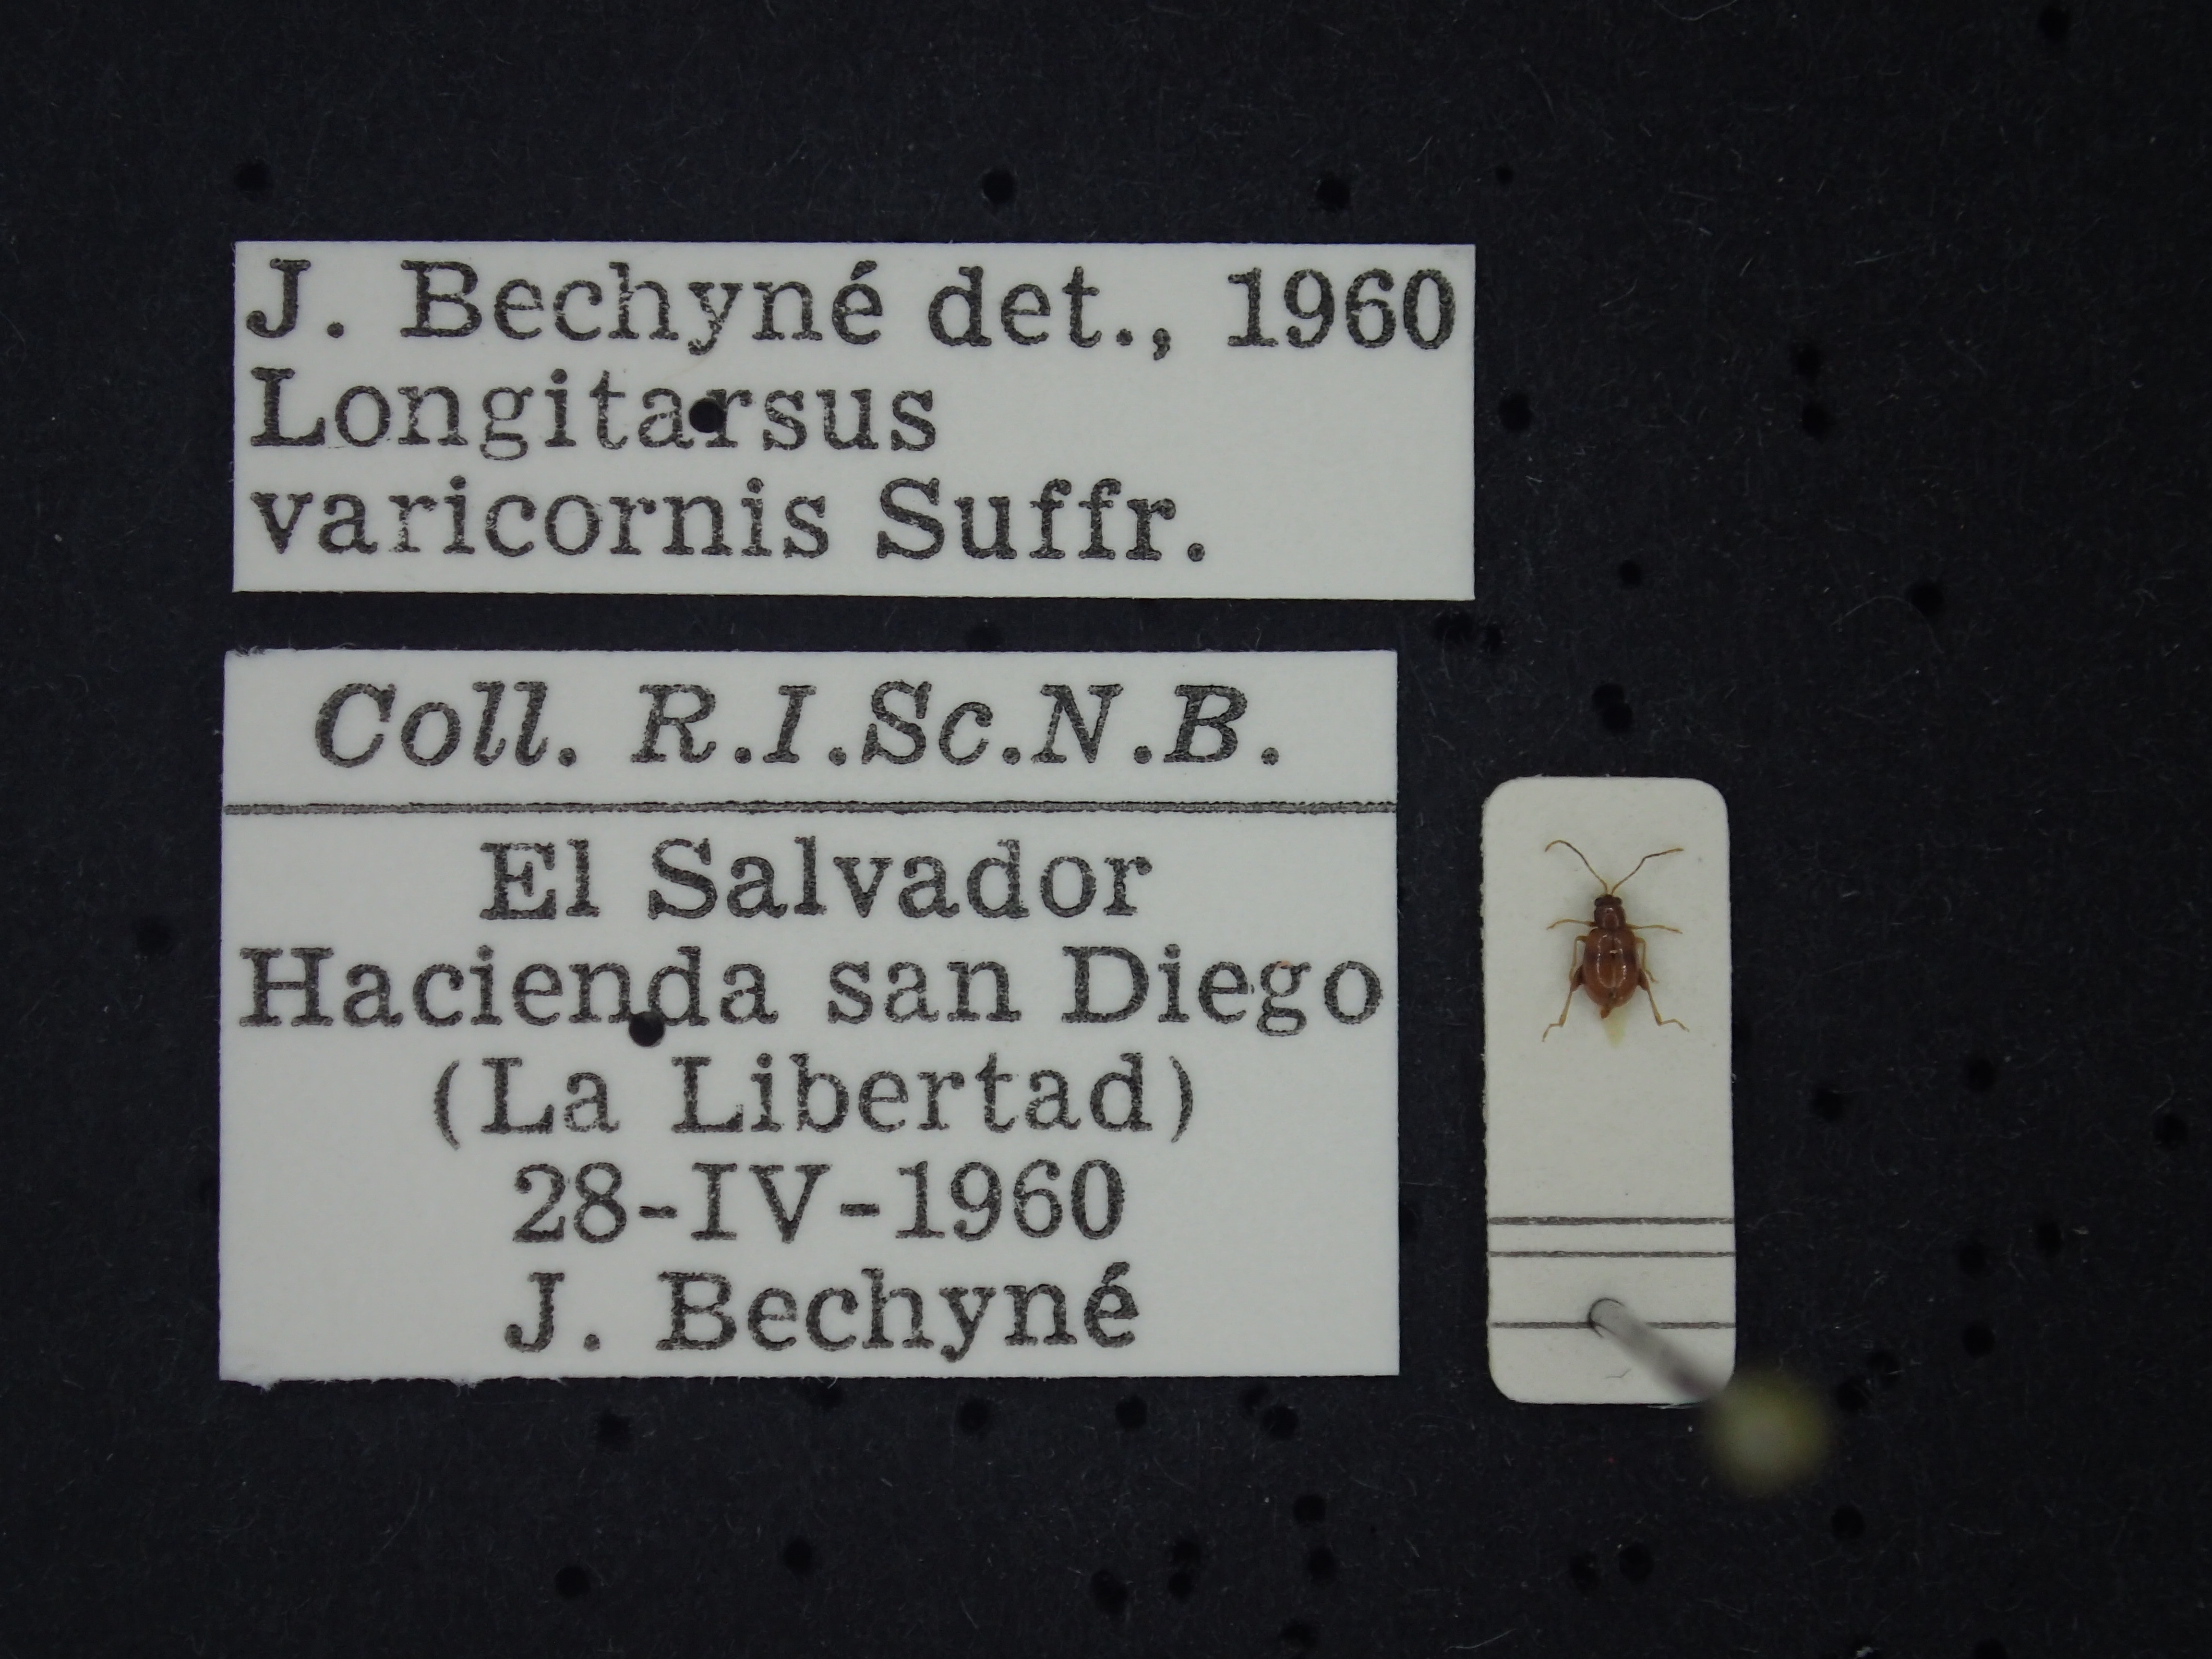 J. Bechyné det., 1960
Longitarsus
varicornis Suffr.
Coll. R.I.Sc.N.B.
El Salvador
Hacienda san Diego
(La Libertad)
28-IV-1960
J. Bechyné